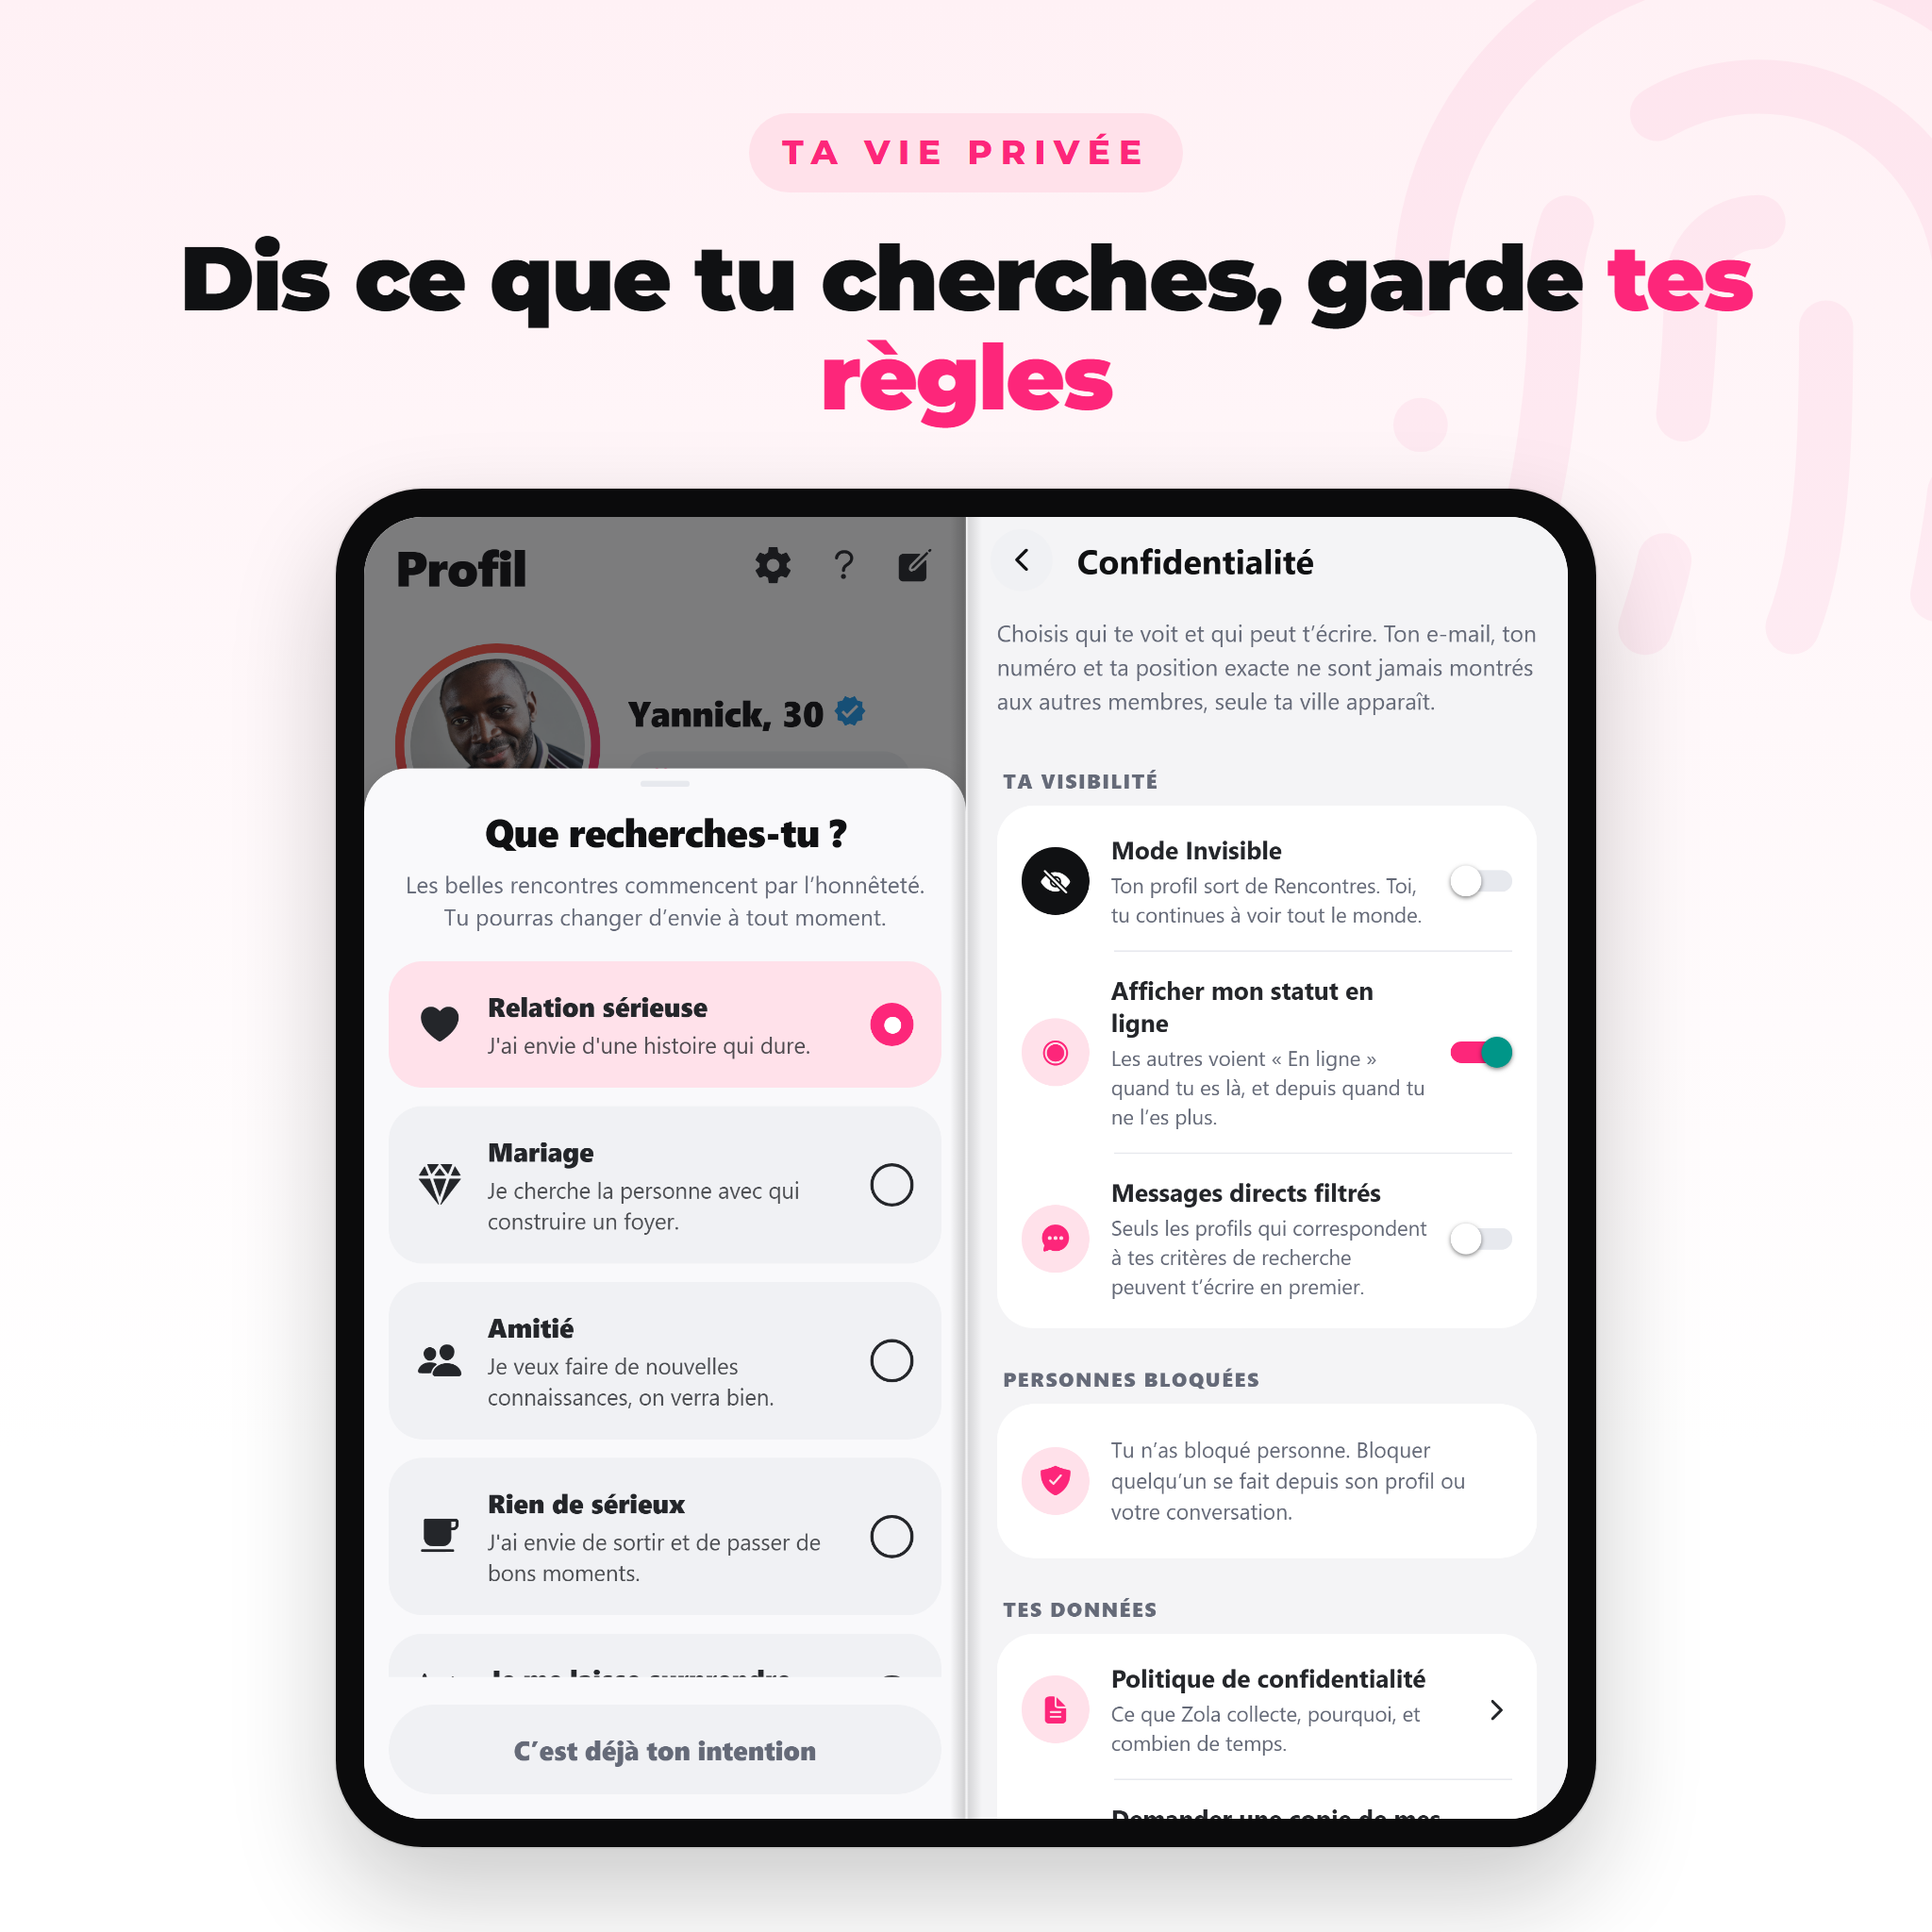 TA VIE PRIVÉE
Dis ce que tu cherches, garde tes
règles
Profil
Yannick, 30
Que recherches-tu ?
Les belles rencontres commencent par l’honnêteté.
Tu pourras changer d’envie à tout moment.
Relation sérieuse
J'ai envie d'une histoire qui dure.
Mariage
Je cherche la personne avec qui
construire un foyer.
Amitié
Je veux faire de nouvelles
connaissances, on verra bien.
Rien de sérieux
J'ai envie de sortir et de passer de
bons moments.
Je me laisse surprendre
C’est déjà ton intention
Confidentialité
Choisis qui te voit et qui peut t’écrire. Ton e-mail, ton
numéro et ta position exacte ne sont jamais montrés
aux autres membres, seule ta ville apparaît.
TA VISIBILITÉ
Mode Invisible
Ton profil sort de Rencontres. Toi,
tu continues à voir tout le monde.
Afficher mon statut en
ligne
Les autres voient « En ligne »
quand tu es là, et depuis quand tu
ne l’es plus.
Messages directs filtrés
Seuls les profils qui correspondent
à tes critères de recherche
peuvent t’écrire en premier.
PERSONNES BLOQUÉES
Tu n’as bloqué personne. Bloquer
quelqu’un se fait depuis son profil ou
votre conversation.
TES DONNÉES
Politique de confidentialité
Ce que Zola collecte, pourquoi, et
combien de temps.
Demander une copie de mes